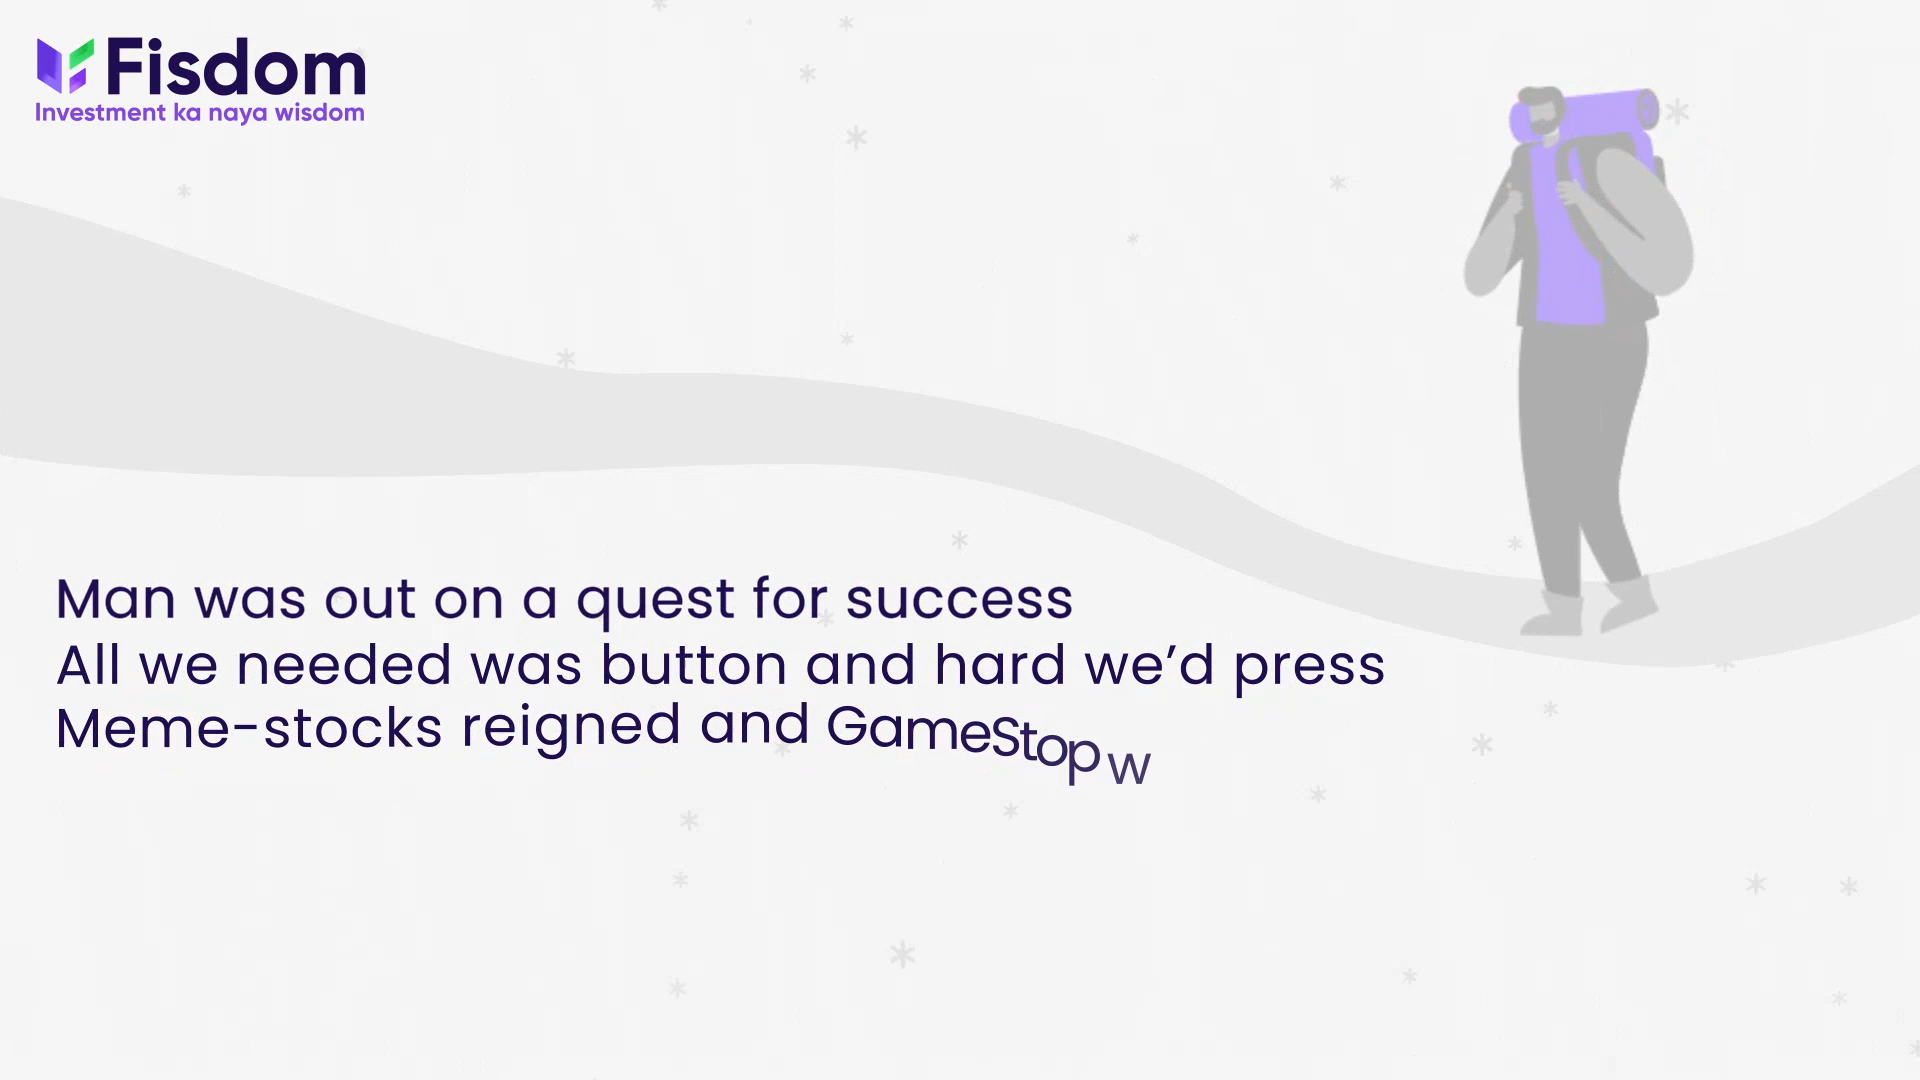 Fisdom
Investment ka naya wisdom
Man was out on a quest for success
All we needed was button and hard we’d press
Meme-stocks reigned and GameStop w